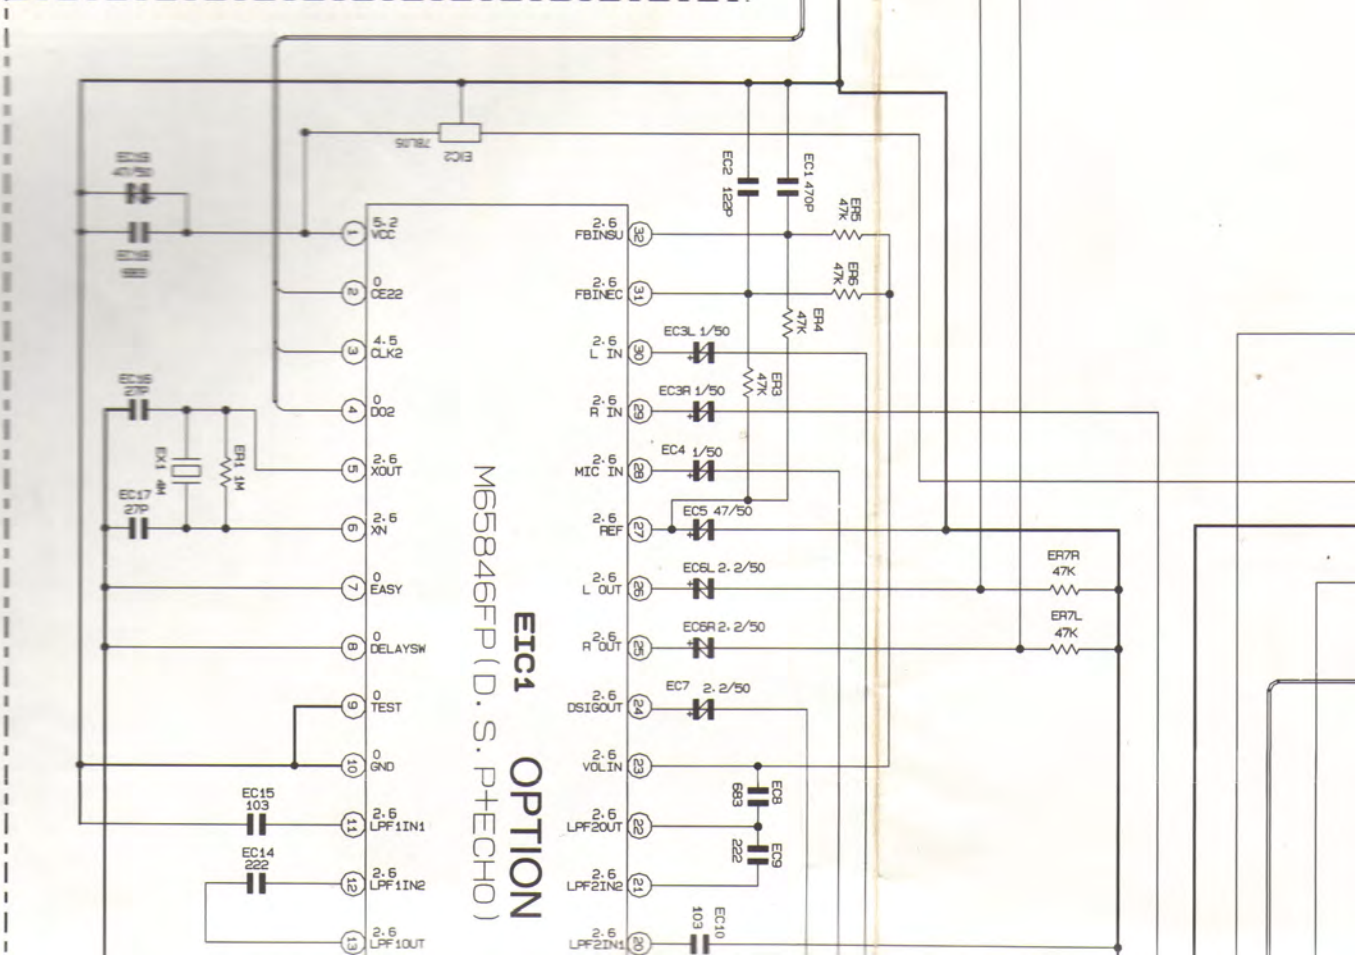 78L05
EIC2
EC19
47/50
EC18
683
EC2 122P
EC1 470P
ER5
47K
ER6
47K
ER4
47K
ER3
47K
1
5.2
VCC
2
0
CE22
3
4.5
CLK2
4
0
DO2
5
2.6
XOUT
6
2.6
XN
7
0
EASY
8
0
DELAYSW
9
0
TEST
10
0
GND
11
2.6
LPF1IN1
12
2.6
LPF1IN2
13
2.6
LPF1OUT
EC16
27P
EX1 4M
ER1 1M
EC17
27P
EC15
103
EC14
222
M65846FP(D.S.P+ECHO)
EIC1 OPTION
2.6
FBINSU
32
2.6
FBINEC
31
2.6
L IN
30
2.6
R IN
29
2.6
MIC IN
28
2.6
REF
27
2.6
L OUT
26
2.6
R OUT
25
2.6
DSIGOUT
24
2.6
VOLIN
23
2.6
LPF2OUT
22
2.6
LPF2IN2
21
2.6
LPF2IN1
20
EC3L 1/50
EC3R 1/50
EC4 1/50
EC5 47/50
EC6L 2.2/50
EC6R 2.2/50
EC7 2.2/50
EC8
683
EC9
222
EC10
103
ER7R
47K
ER7L
47K